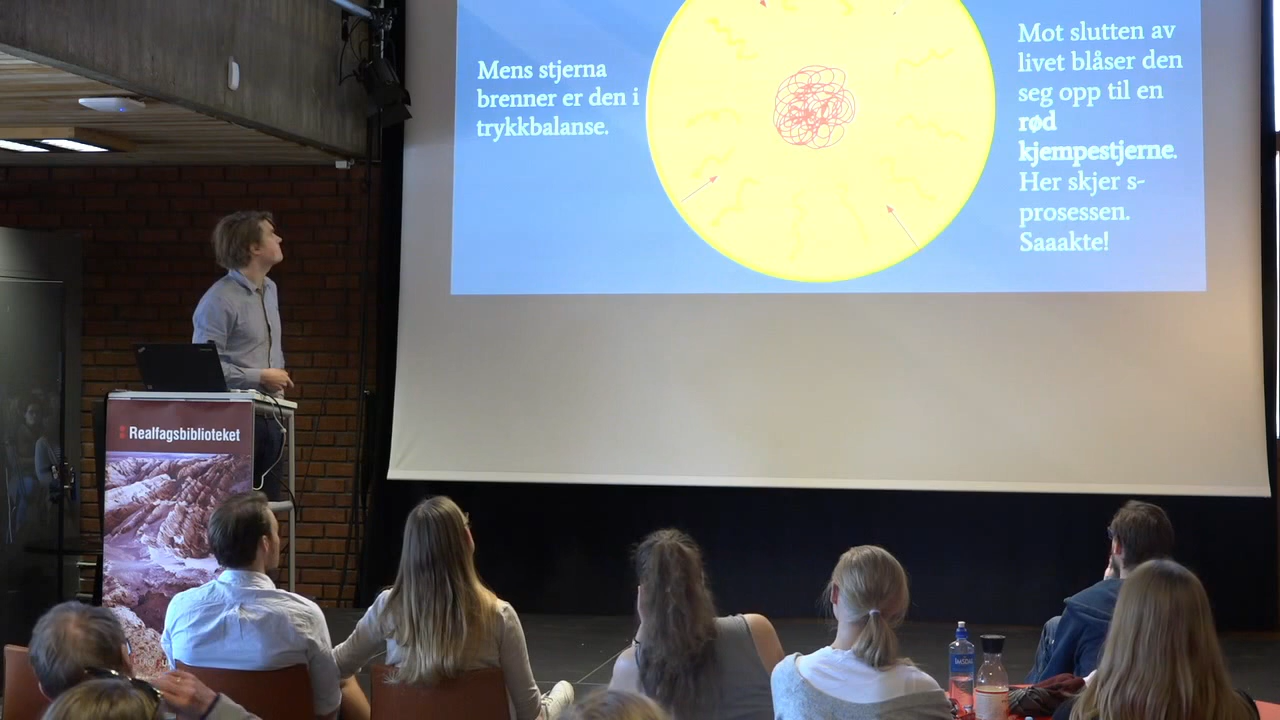 Mens stjerna
brenner er den i
trykkbalanse.
Mot slutten av
livet blåser den
seg opp til en
rød
kjempestjerne.
Her skjer s-
prosessen.
Saaakte!
Realfagsbiblioteket